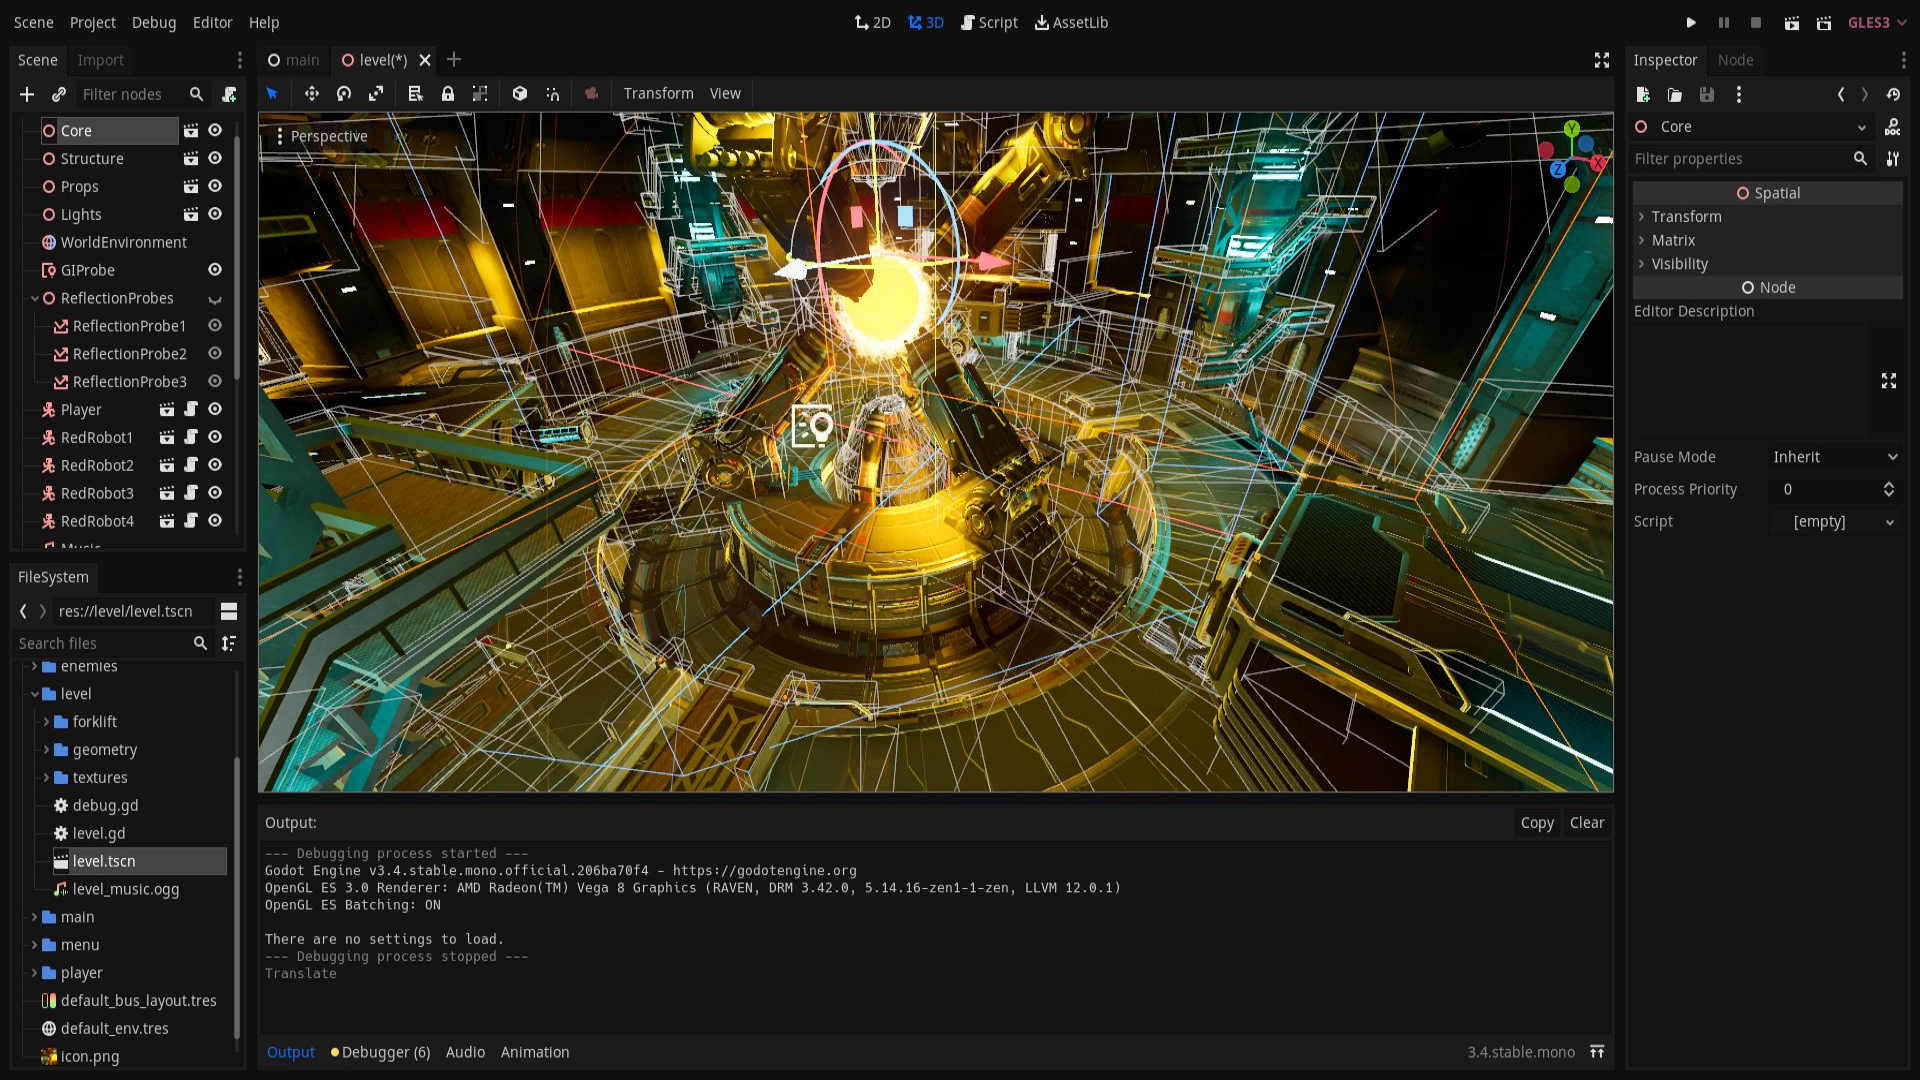 Scene Project Debug Editor Help
2D 3D Script AssetLib
GLES3
Scene Import
Filter nodes
Core
Structure
Props
Lights
WorldEnvironment
GIProbe
ReflectionProbes
ReflectionProbe1
ReflectionProbe2
ReflectionProbe3
Player
RedRobot1
RedRobot2
RedRobot3
RedRobot4
Music
FileSystem
res://level/level.tscn
Search files
enemies
level
forklift
geometry
textures
debug.gd
level.gd
level.tscn
level_music.ogg
main
menu
player
default_bus_layout.tres
default_env.tres
icon.png
main level(*)
Transform View
Perspective
Y
X
Z
Output:
Copy Clear
--- Debugging process started ---
Godot Engine v3.4.stable.mono.official.206ba70f4 - https://godotengine.org
OpenGL ES 3.0 Renderer: AMD Radeon(TM) Vega 8 Graphics (RAVEN, DRM 3.42.0, 5.14.16-zen1-1-zen, LLVM 12.0.1)
OpenGL ES Batching: ON
There are no settings to load.
--- Debugging process stopped ---
Translate
Output Debugger (6) Audio Animation
3.4.stable.mono
Inspector Node
Core
Filter properties
Spatial
Transform
Matrix
Visibility
Node
Editor Description
Pause Mode Inherit
Process Priority 0
Script [empty]